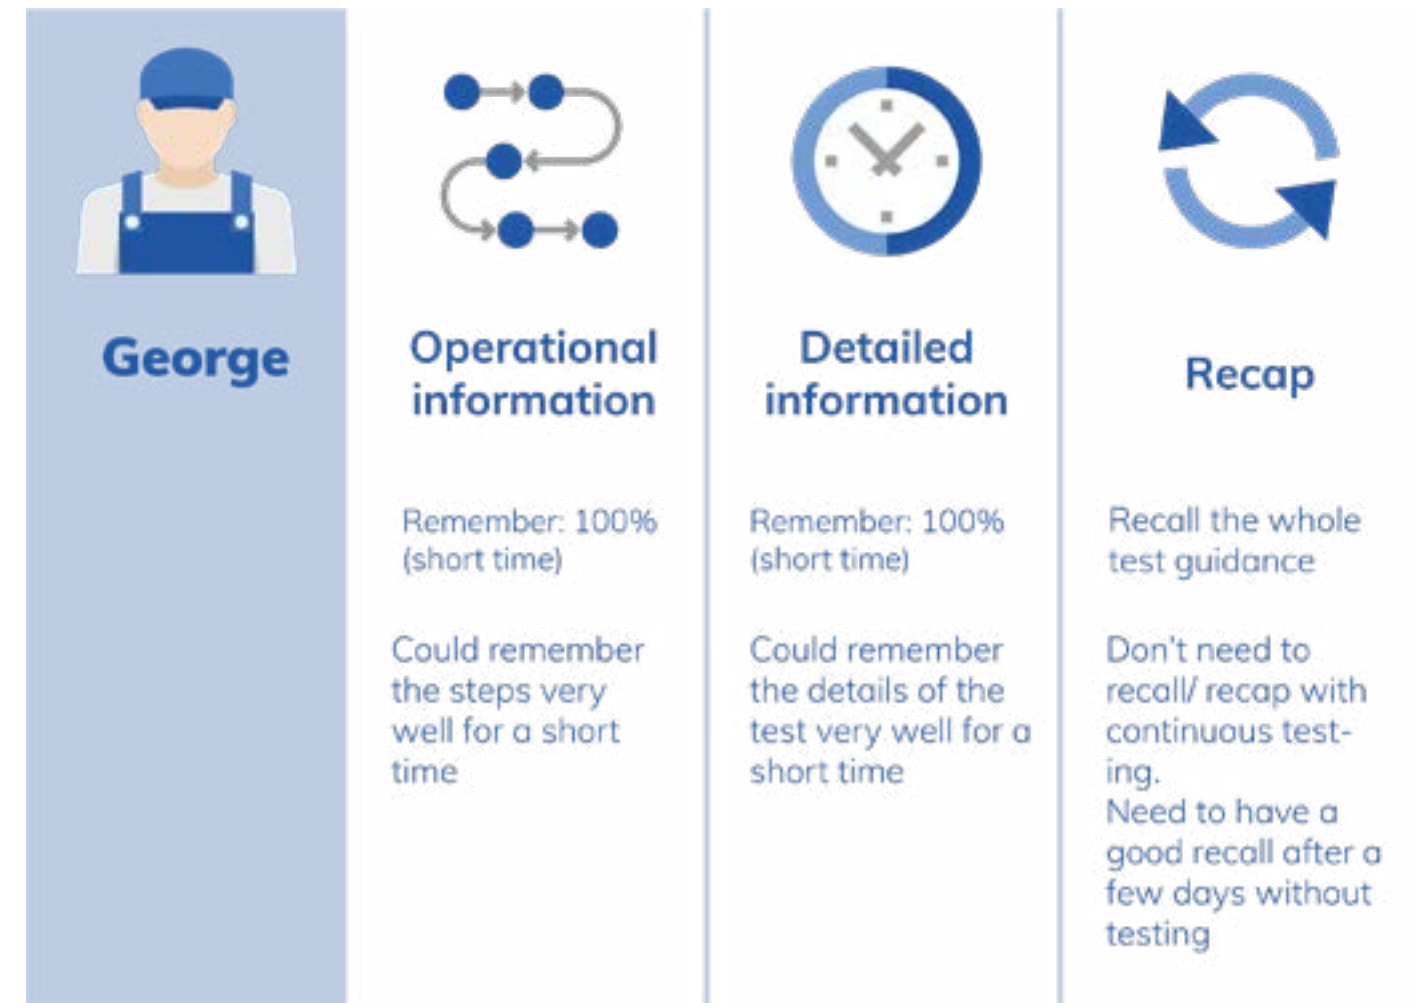 George
Operational
information
Remember: 100%
(short time)
Could remember
the steps very
well for a short
time
Detailed
information
Remember: 100%
(short time)
Could remember
the details of the
test very well for a
short time
Recap
Recall the whole
test guidance
Don't need to
recall/ recap with
continuous test-
ing.
Need to have a
good recall after a
few days without
testing